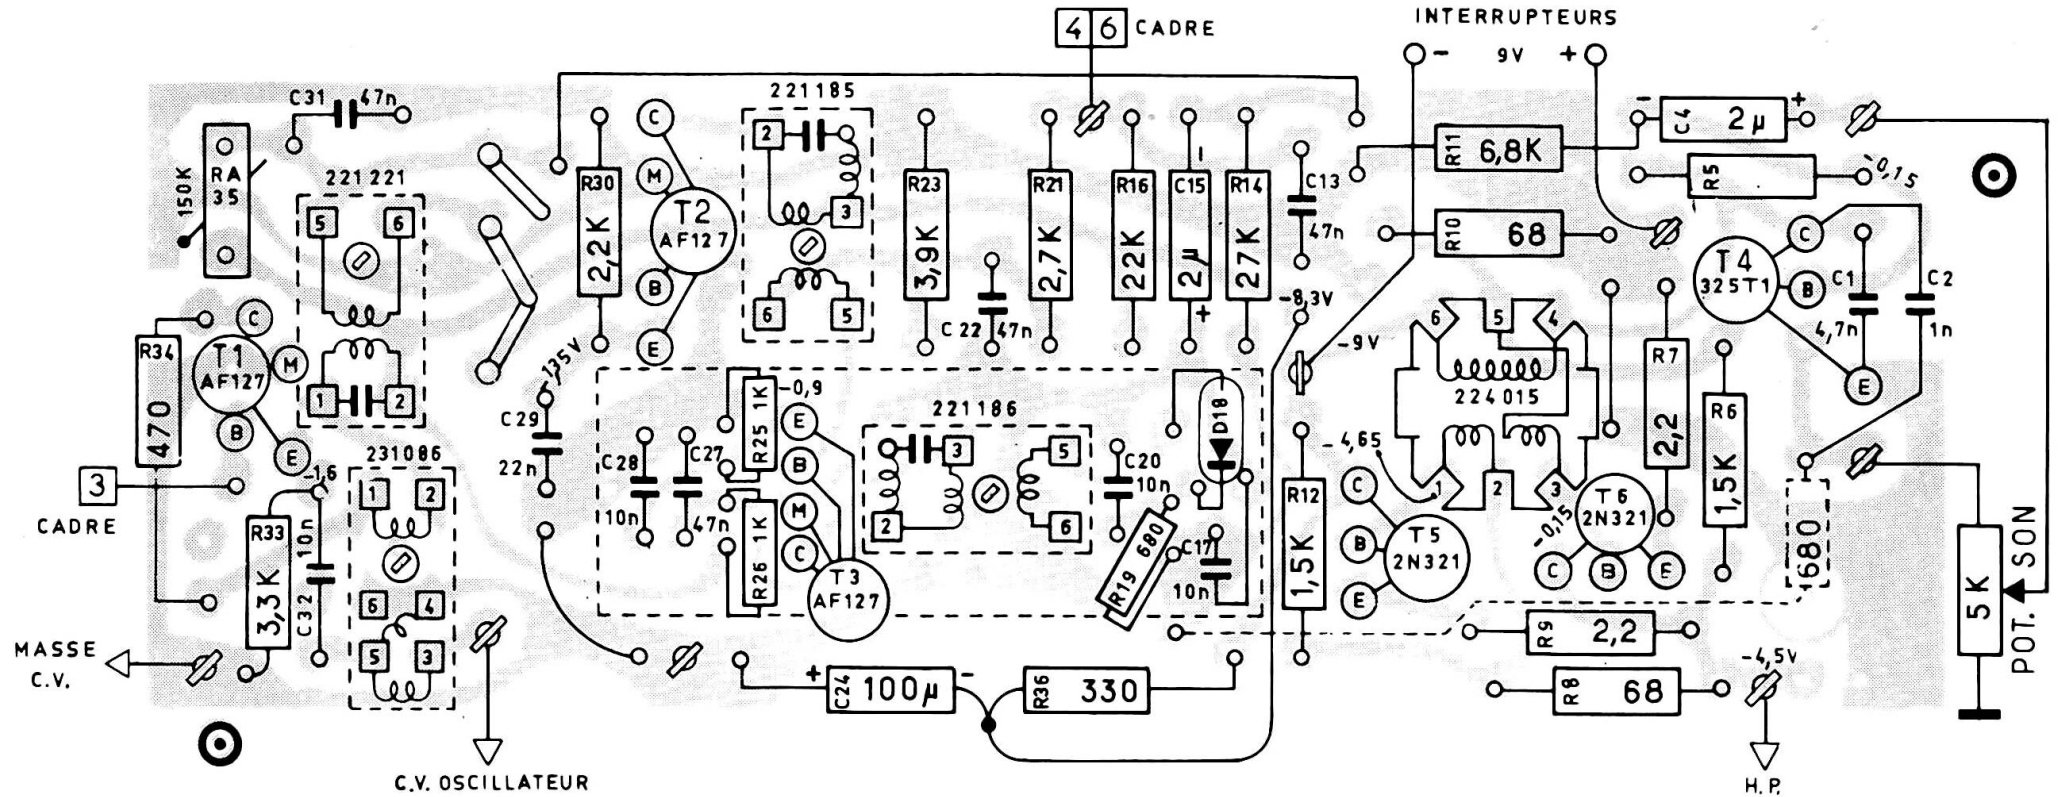 4 6 CADRE
INTERRUPTEURS
- 9V +
C31 47n
150K
RA
35
221 221
5 6
1 2
R34 470
C
T1
AF127
M
B
E
3
CADRE
-1,6
R33 3,3K
C32 10n
231086
1 2
6 4
5 3
MASSE
C.V.
C.V. OSCILLATEUR
R30 2,2K
C
M
T2
AF127
B
E
221185
2
3
6 5
R23 3,9K
C22 47n
R21 2,7K
R16 22K
C15 2µ
-
+
R14 27K
C13
47n
-8,3V
-9V
135V
C29
22n
C28
10n
C27
47n
R25 1K
R26 1K
-0,9
E
B
M
C
T3
AF127
221186
3 5
2 6
C20
10n
R19 680
D18
C17
10n
+ C24 100µ -
R36 330
R12 1,5K
R11 6,8K
R10 68
- C4 2µ +
R5
-0,15
C
T4
325T1
B
E
C1
4,7n
C2
1n
6 5 4
224015
1 2 3
-4,65
C
T5
2N321
B
E
-0,15
T6
2N321
C B E
R7 2,2
R6 1,5K
680
R9 2,2
R8 68
-4,5V
H.P.
5K
POT. SON